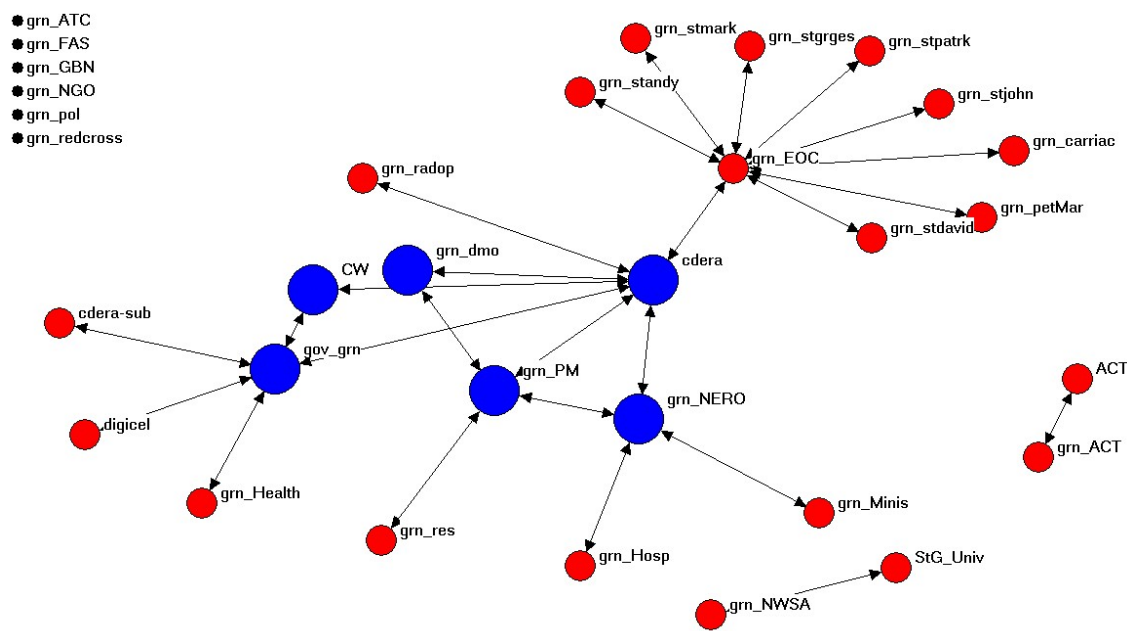 grn_ATC
grn_FAS
grn_GBN
grn_NGO
grn_pol
grn_redcross
grn_stmark
grn_stgrges
grn_stpatrk
grn_standy
grn_stjohn
grn_carriac
grn_EOC
grn_radop
grn_petMar
grn_stdavid
grn_dmo
cdera
CW
cdera-sub
gov_grn
grn_PM
ACT
grn_NERO
digicel
grn_ACT
grn_Health
grn_Minis
grn_res
grn_Hosp
StG_Univ
grn_NWSA